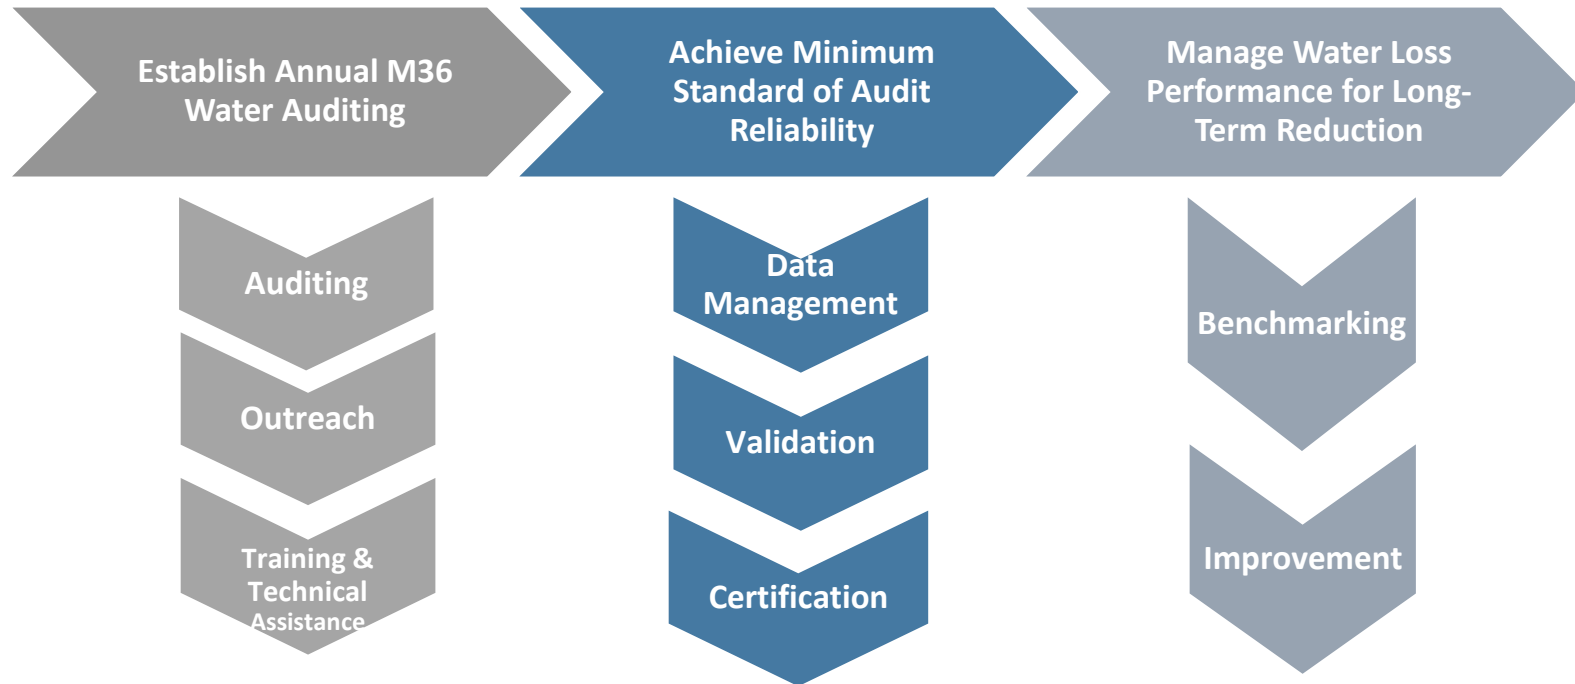 Establish Annual M36
Water Auditing
Achieve Minimum
Standard of Audit
Reliability
Manage Water Loss
Performance for Long-
Term Reduction
Auditing
Outreach
Training &
Technical
Assistance
Data
Management
Validation
Certification
Benchmarking
Improvement